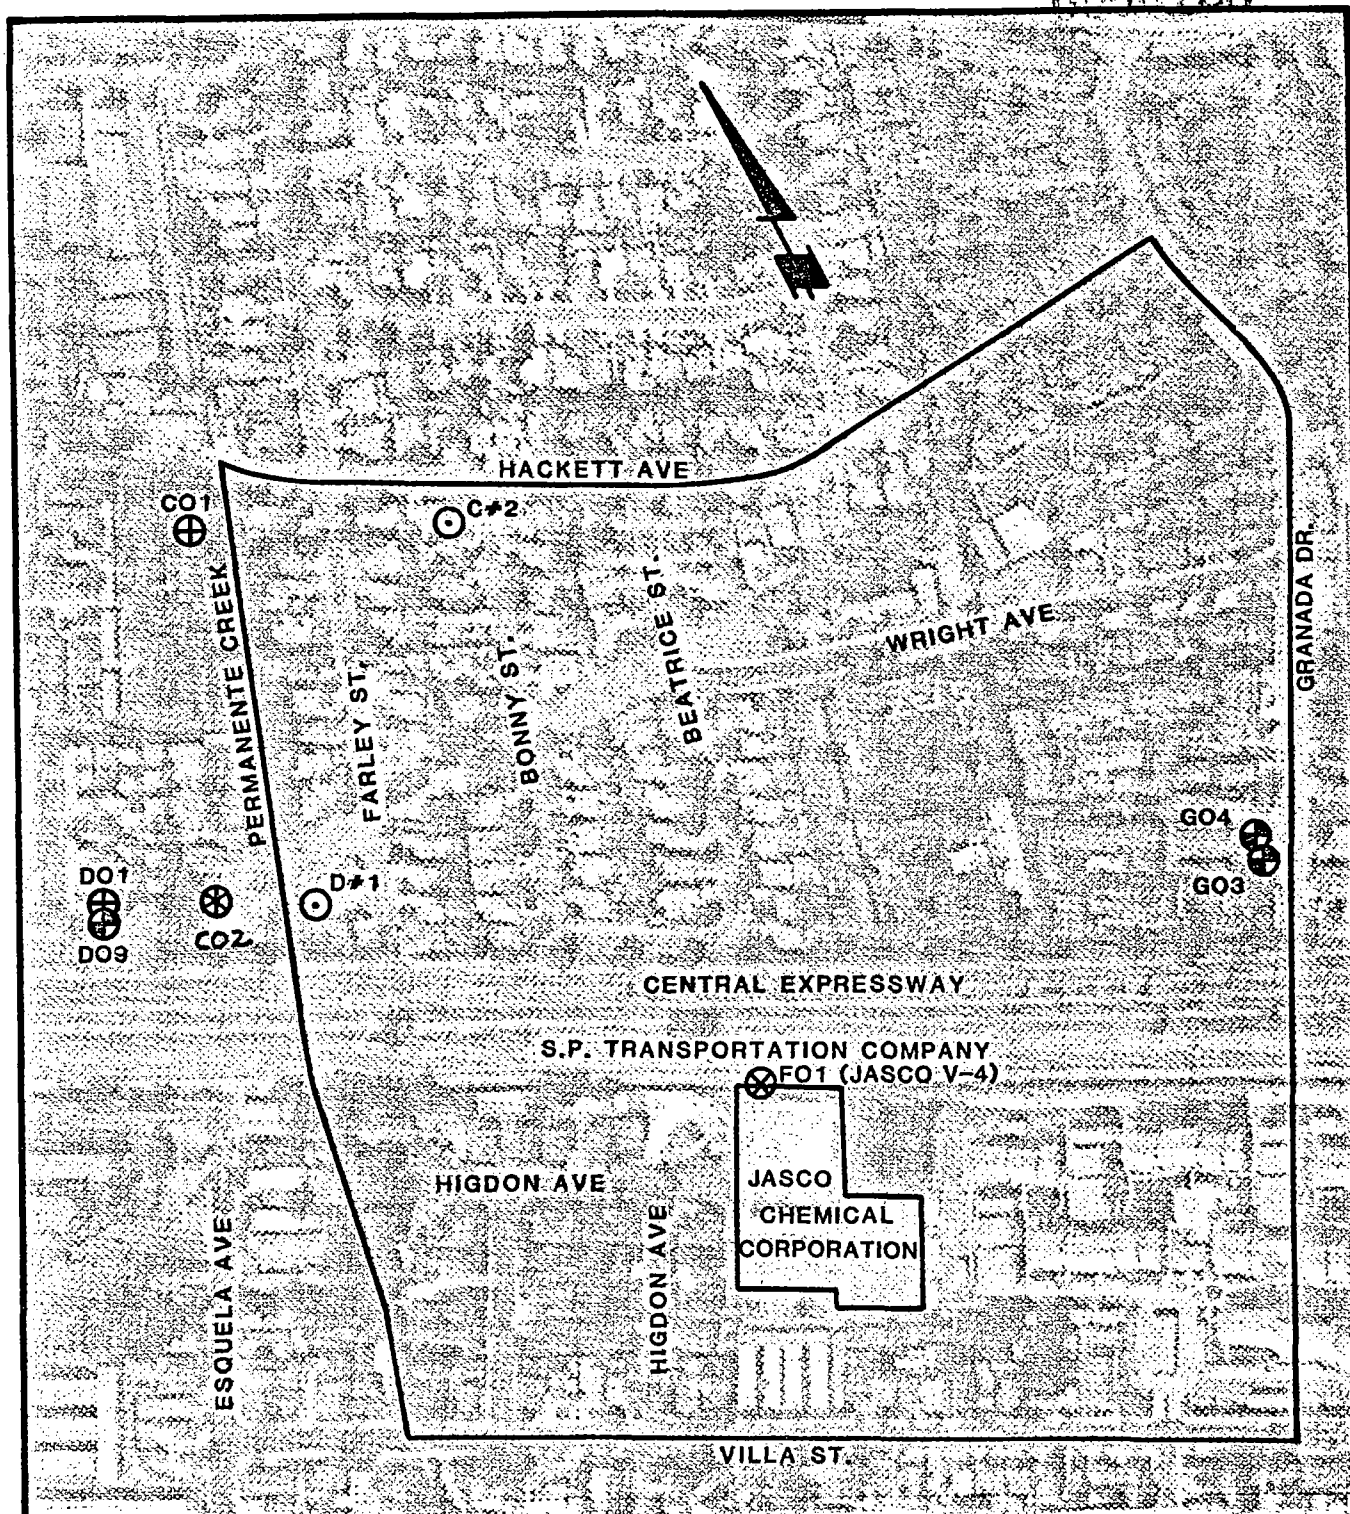 HACKETT AVE
CO1
C#2
PERMANENTE CREEK
FARLEY ST.
BONNY ST.
BEATRICE ST.
WRIGHT AVE
GRANADA DR.
GO4
GO3
DO1
DO9
CO2
D#1
CENTRAL EXPRESSWAY
S.P. TRANSPORTATION COMPANY
FO1 (JASCO V-4)
HIGDON AVE
HIGDON AVE
JASCO
CHEMICAL
CORPORATION
ESQUELA AVE
VILLA ST.